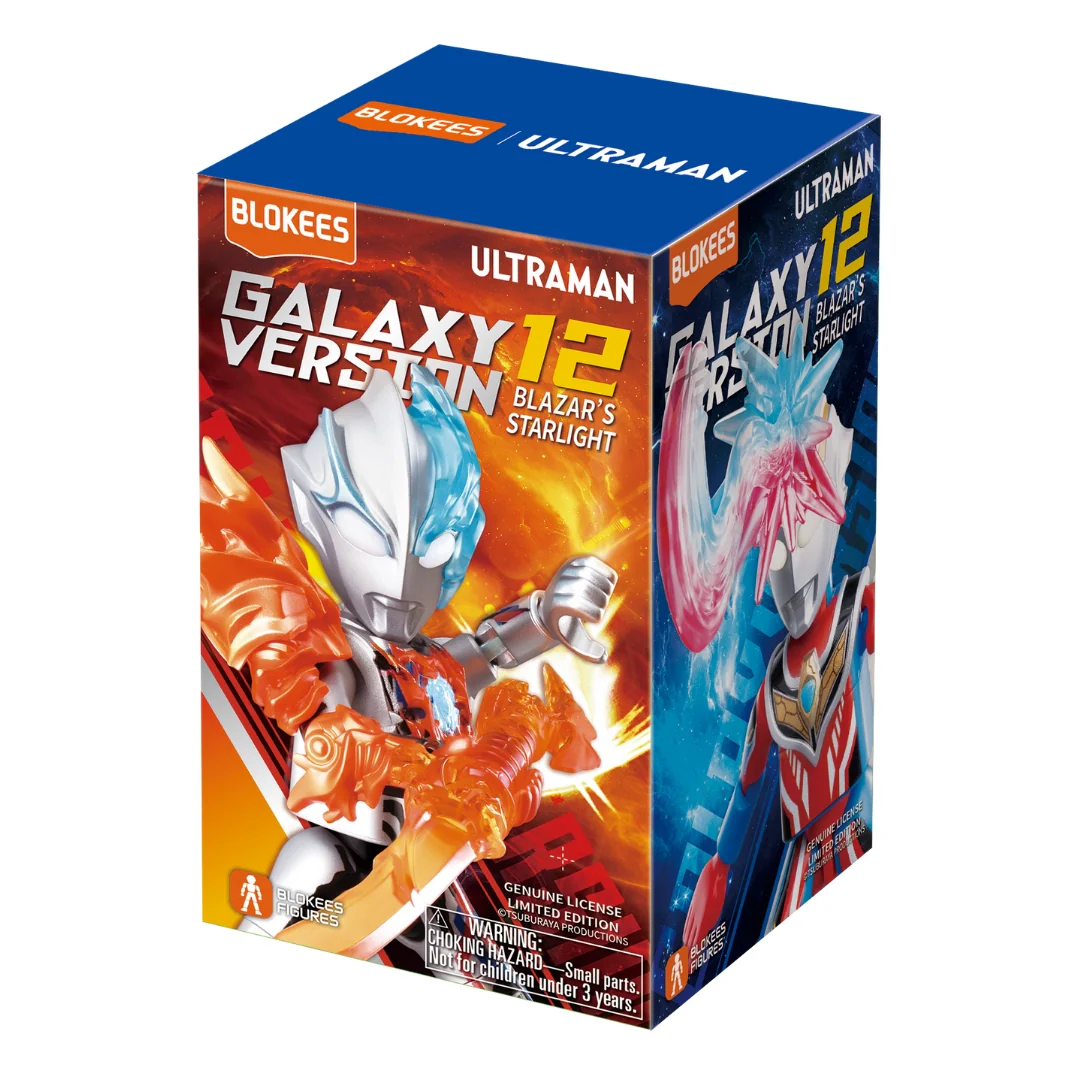 BLOKEES / ULTRAMAN
BLOKEES
ULTRAMAN
GALAXY
VERSION 12
BLAZAR'S
STARLIGHT
BLOKEES
FIGURES
GENUINE LICENSE
LIMITED EDITION
©TSUBURAYA PRODUCTIONS
WARNING:
CHOKING HAZARD—Small parts.
Not for children under 3 years.
BLOKEES
ULTRAMAN
GALAXY
VERSION 12
BLAZAR'S
STARLIGHT
GENUINE LICENSE
LIMITED EDITION
©TSUBURAYA PRODUCTIONS
BLOKEES
FIGURES